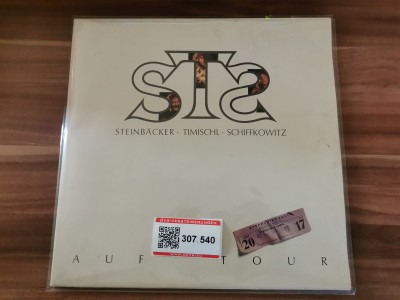 STS
STEINBÄCKER · TIMISCHL · SCHIFFKOWITZ
307.540
20 17
AUF TOUR